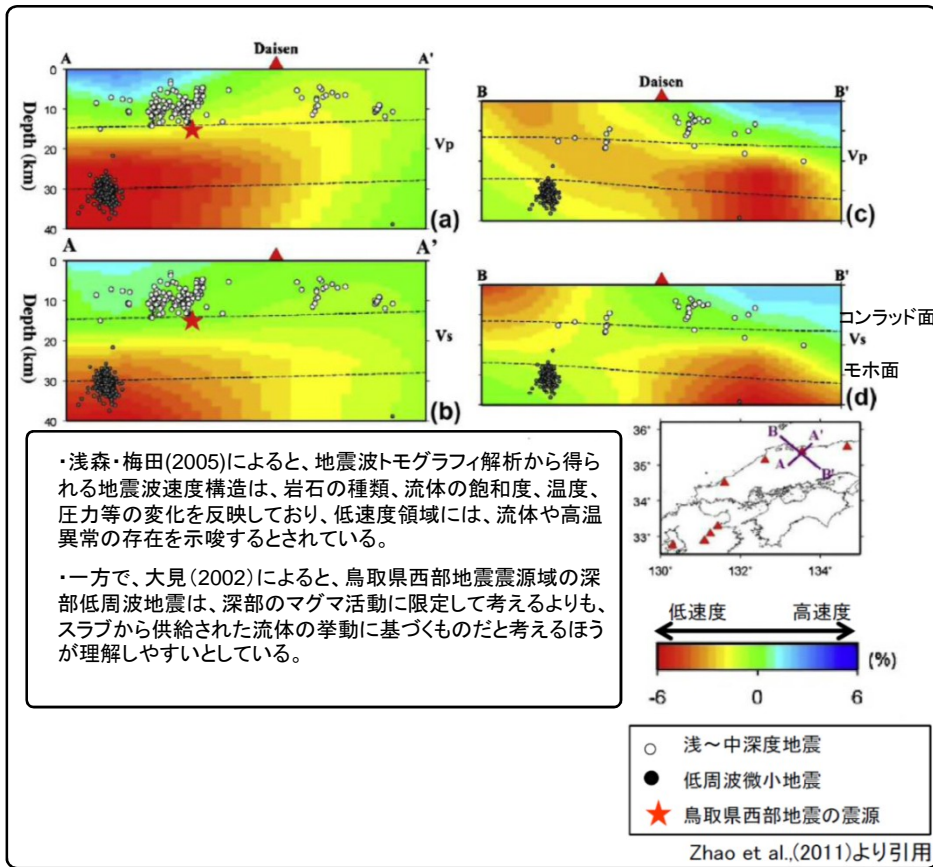 Daisen
A A'
0
10
20
30
40
Depth (km)
Vp
(a)
A A'
0
10
20
30
40
Depth (km)
Vs
(b)
Daisen
B B'
Vp
(c)
B B'
コンラッド面
Vs
モホ面
(d)
・浅森・梅田(2005)によると、地震波トモグラフィ解析から得ら
れる地震波速度構造は、岩石の種類、流体の飽和度、温度、
圧力等の変化を反映しており、低速度領域には、流体や高温
異常の存在を示唆するとされている。
・一方で、大見(2002)によると、鳥取県西部地震震源域の深
部低周波地震は、深部のマグマ活動に限定して考えるよりも、
スラブから供給された流体の挙動に基づくものだと考えるほう
が理解しやすいとしている。
36°
35°
34°
33°
B A'
A B'
130° 132° 134°
低速度 高速度
(%)
-6 0 6
浅～中深度地震
低周波微小地震
鳥取県西部地震の震源
Zhao et al.,(2011)より引用